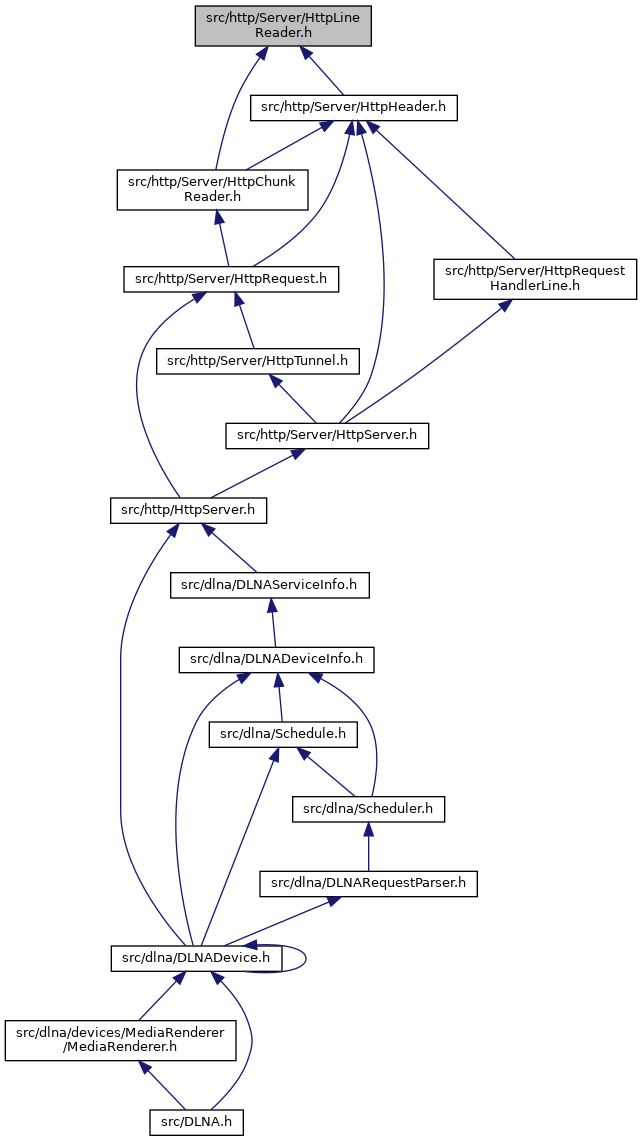 src/http/Server/HttpLine
Reader.h
src/http/Server/HttpHeader.h
src/http/Server/HttpChunk
Reader.h
src/http/Server/HttpRequest.h
src/http/Server/HttpRequest
HandlerLine.h
src/http/Server/HttpTunnel.h
src/http/Server/HttpServer.h
src/http/HttpServer.h
src/dlna/DLNAServiceInfo.h
src/dlna/DLNADeviceInfo.h
src/dlna/Schedule.h
src/dlna/Scheduler.h
src/dlna/DLNARequestParser.h
src/dlna/DLNADevice.h
src/dlna/devices/MediaRenderer
/MediaRenderer.h
src/DLNA.h